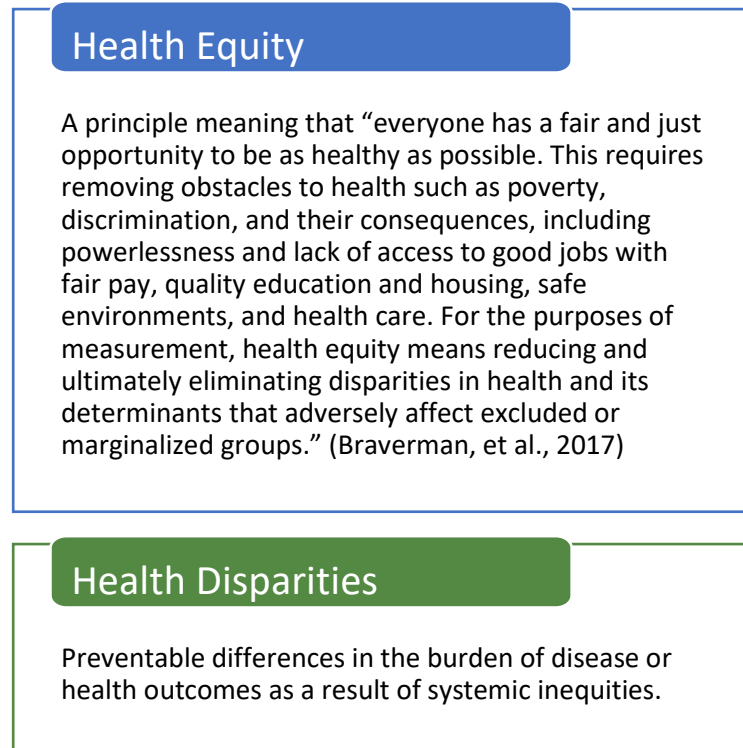 Health Equity
A principle meaning that “everyone has a fair and just
opportunity to be as healthy as possible. This requires
removing obstacles to health such as poverty,
discrimination, and their consequences, including
powerlessness and lack of access to good jobs with
fair pay, quality education and housing, safe
environments, and health care. For the purposes of
measurement, health equity means reducing and
ultimately eliminating disparities in health and its
determinants that adversely affect excluded or
marginalized groups.” (Braverman, et al., 2017)
Health Disparities
Preventable differences in the burden of disease or
health outcomes as a result of systemic inequities.